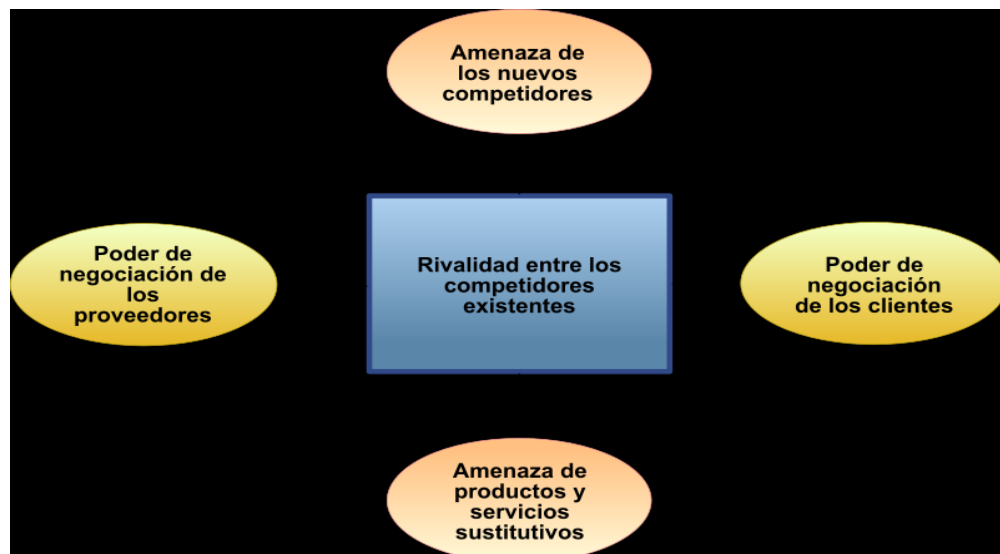 Amenaza de
los nuevos
competidores
Poder de
negociación de
los
proveedores
Rivalidad entre los
competidores
existentes
Poder de
negociación
de los clientes
Amenaza de
productos y
servicios
sustitutivos